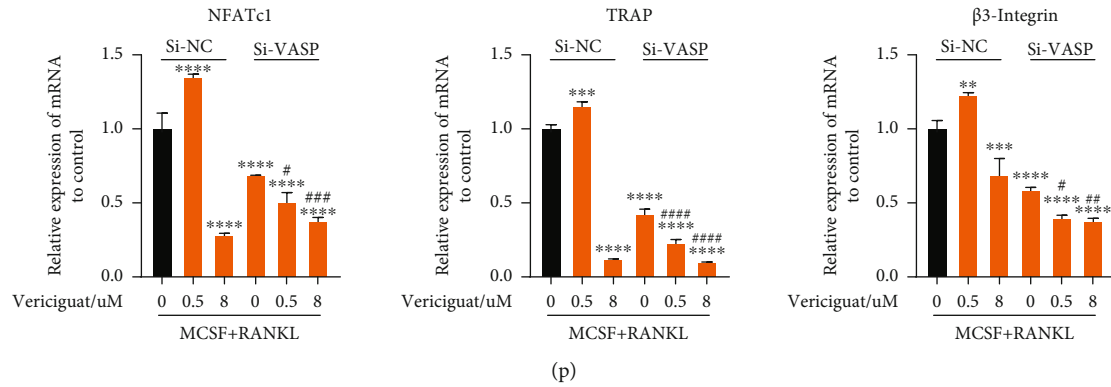 NFATc1
Si-NC Si-VASP
Relative expression of mRNA
to control
1.5
1.0
0.5
0.0
****
****
****
#
****
###
****
Vericiguat/uM 0 0.5 8 0 0.5 8
MCSF+RANKL
TRAP
Si-NC Si-VASP
Relative expression of mRNA
to control
1.5
1.0
0.5
0.0
***
****
****
####
****
####
****
Vericiguat/uM 0 0.5 8 0 0.5 8
MCSF+RANKL
β3-Integrin
Si-NC Si-VASP
Relative expression of mRNA
to control
1.5
1.0
0.5
0.0
**
***
****
#
****
##
****
Vericiguat/uM 0 0.5 8 0 0.5 8
MCSF+RANKL
(p)